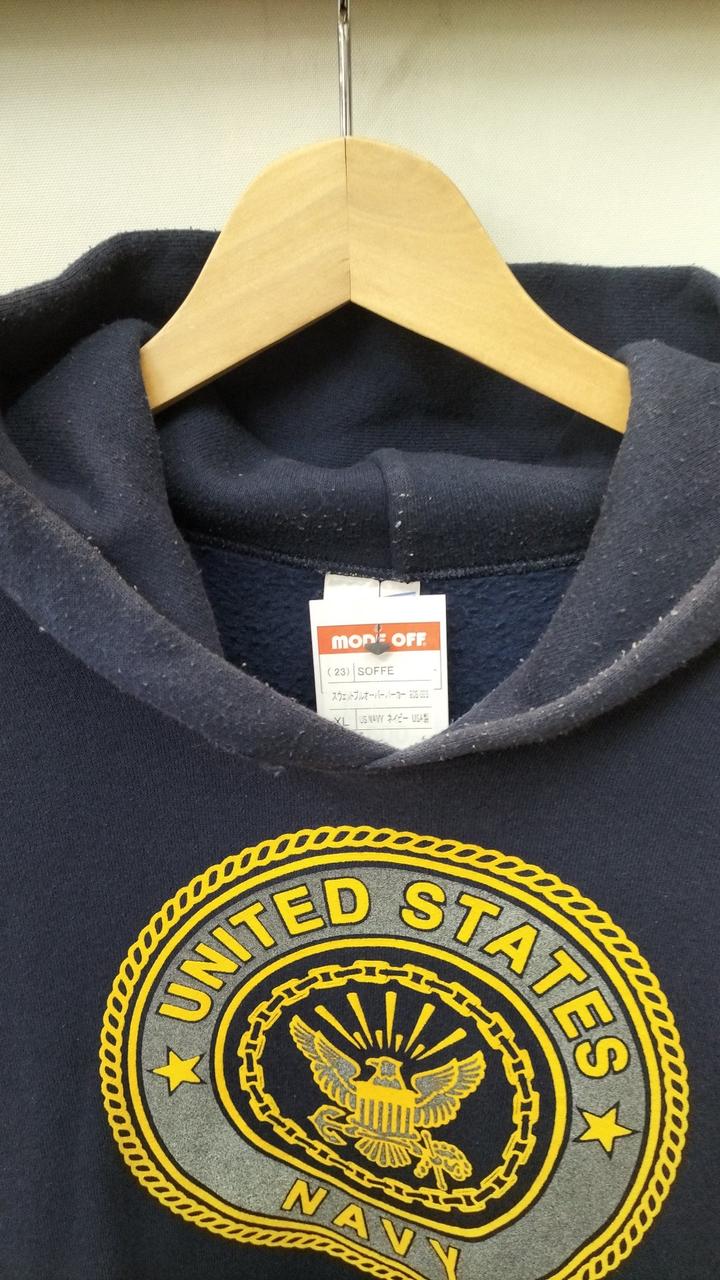 MODE OFF
(23) SOFFE
スウェットプルオーバーパーカー
XL US.NAVY ネイビー USA製
UNITED STATES
NAVY